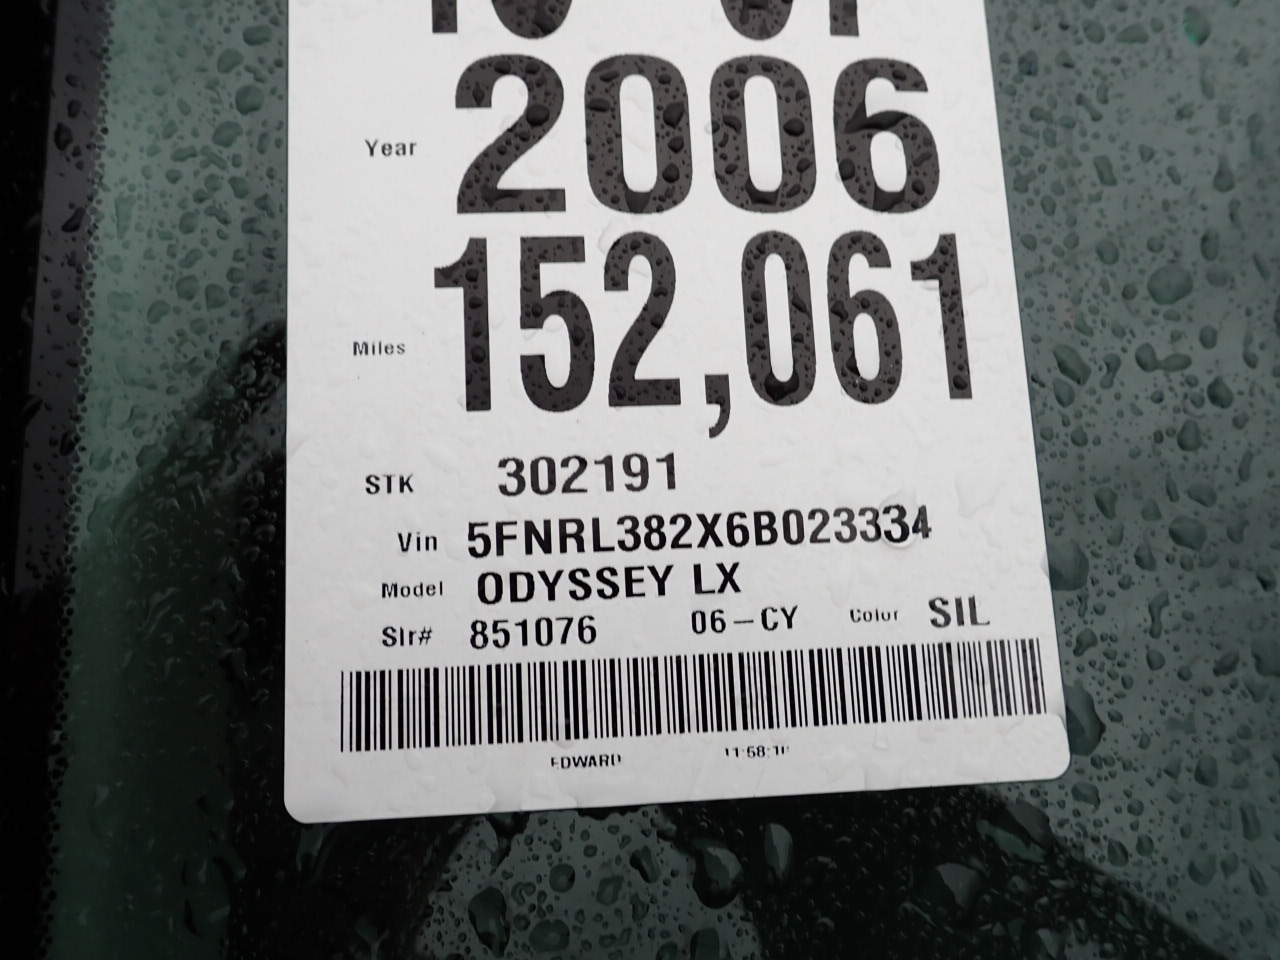 Year 2006
Miles 152,061
STK 302191
Vin 5FNRL382X6B023334
Model ODYSSEY LX
Slr# 851076 06-CY Color SIL
EDWARD